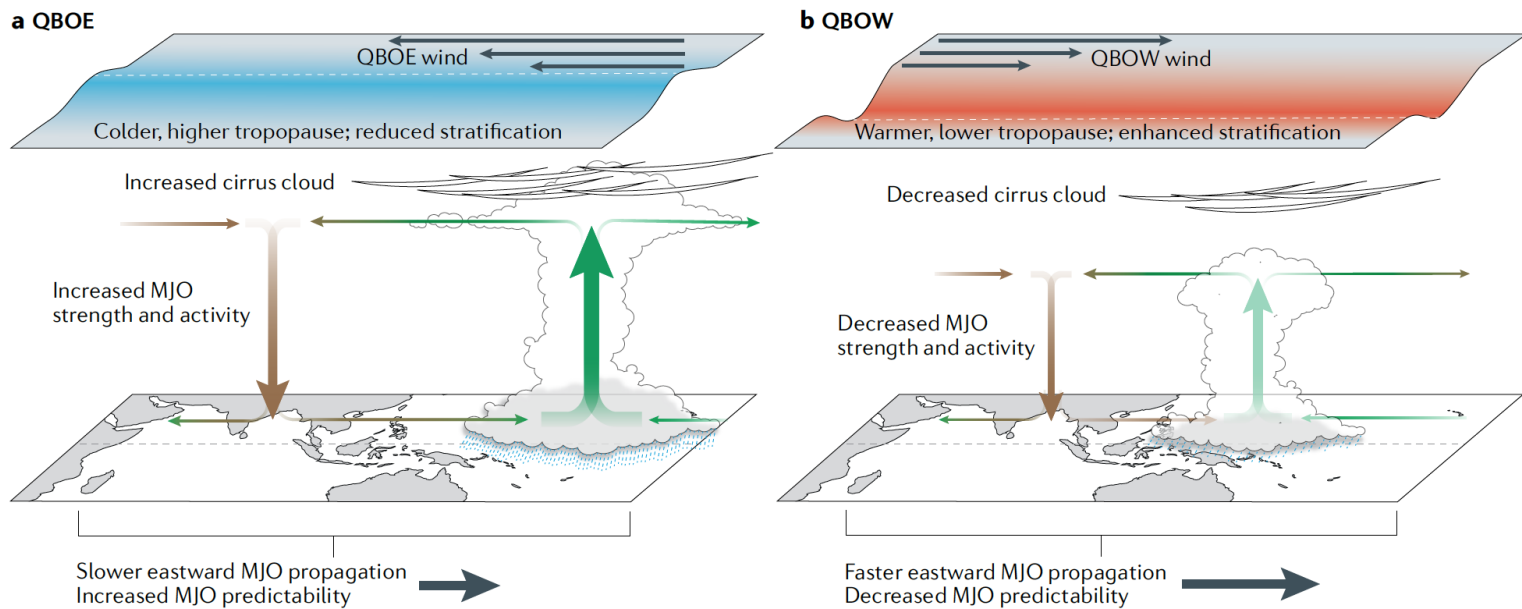 a QBOE
QBOE wind
Colder, higher tropopause; reduced stratification
Increased cirrus cloud
Increased MJO
strength and activity
Slower eastward MJO propagation
Increased MJO predictability
b QBOW
QBOW wind
Warmer, lower tropopause; enhanced stratification
Decreased cirrus cloud
Decreased MJO
strength and activity
Faster eastward MJO propagation
Decreased MJO predictability